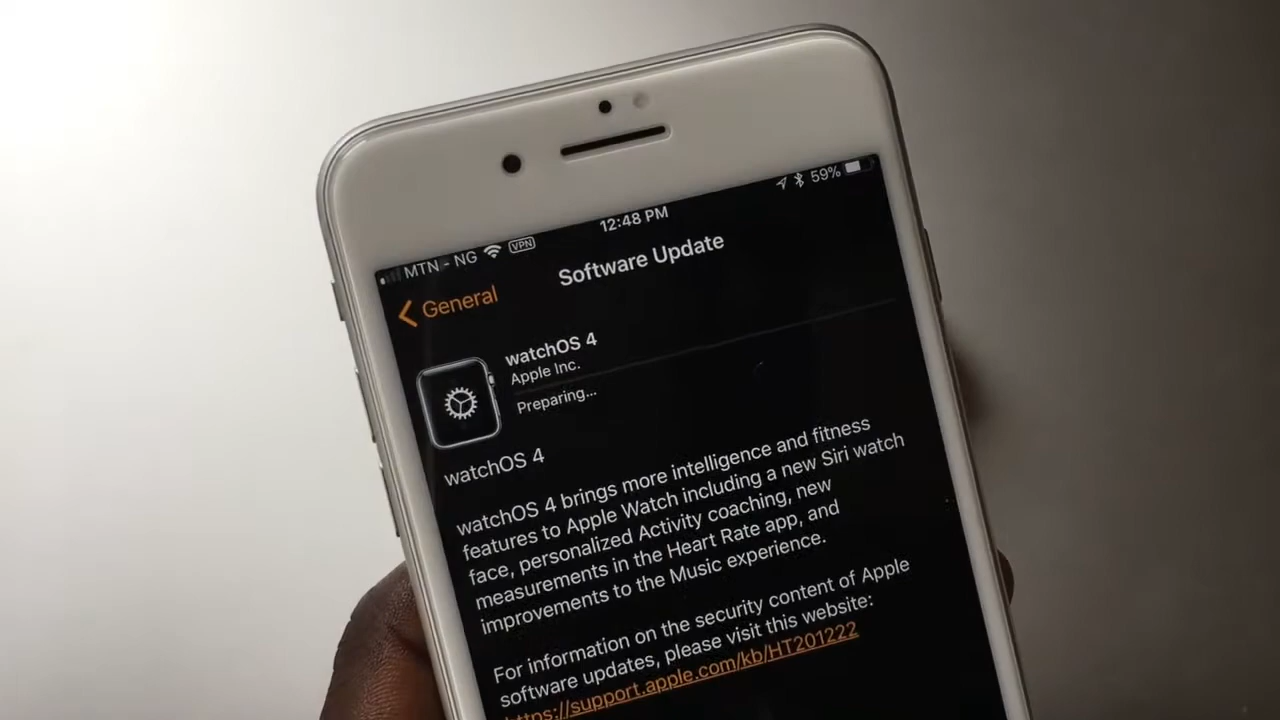 MTN - NG VPN 12:48 PM 59%
General Software Update
watchOS 4
Apple Inc.
Preparing...
watchOS 4
watchOS 4 brings more intelligence and fitness
features to Apple Watch including a new Siri watch
face, personalized Activity coaching, new
measurements in the Heart Rate app, and
improvements to the Music experience.
For information on the security content of Apple
software updates, please visit this website:
https://support.apple.com/kb/HT201222